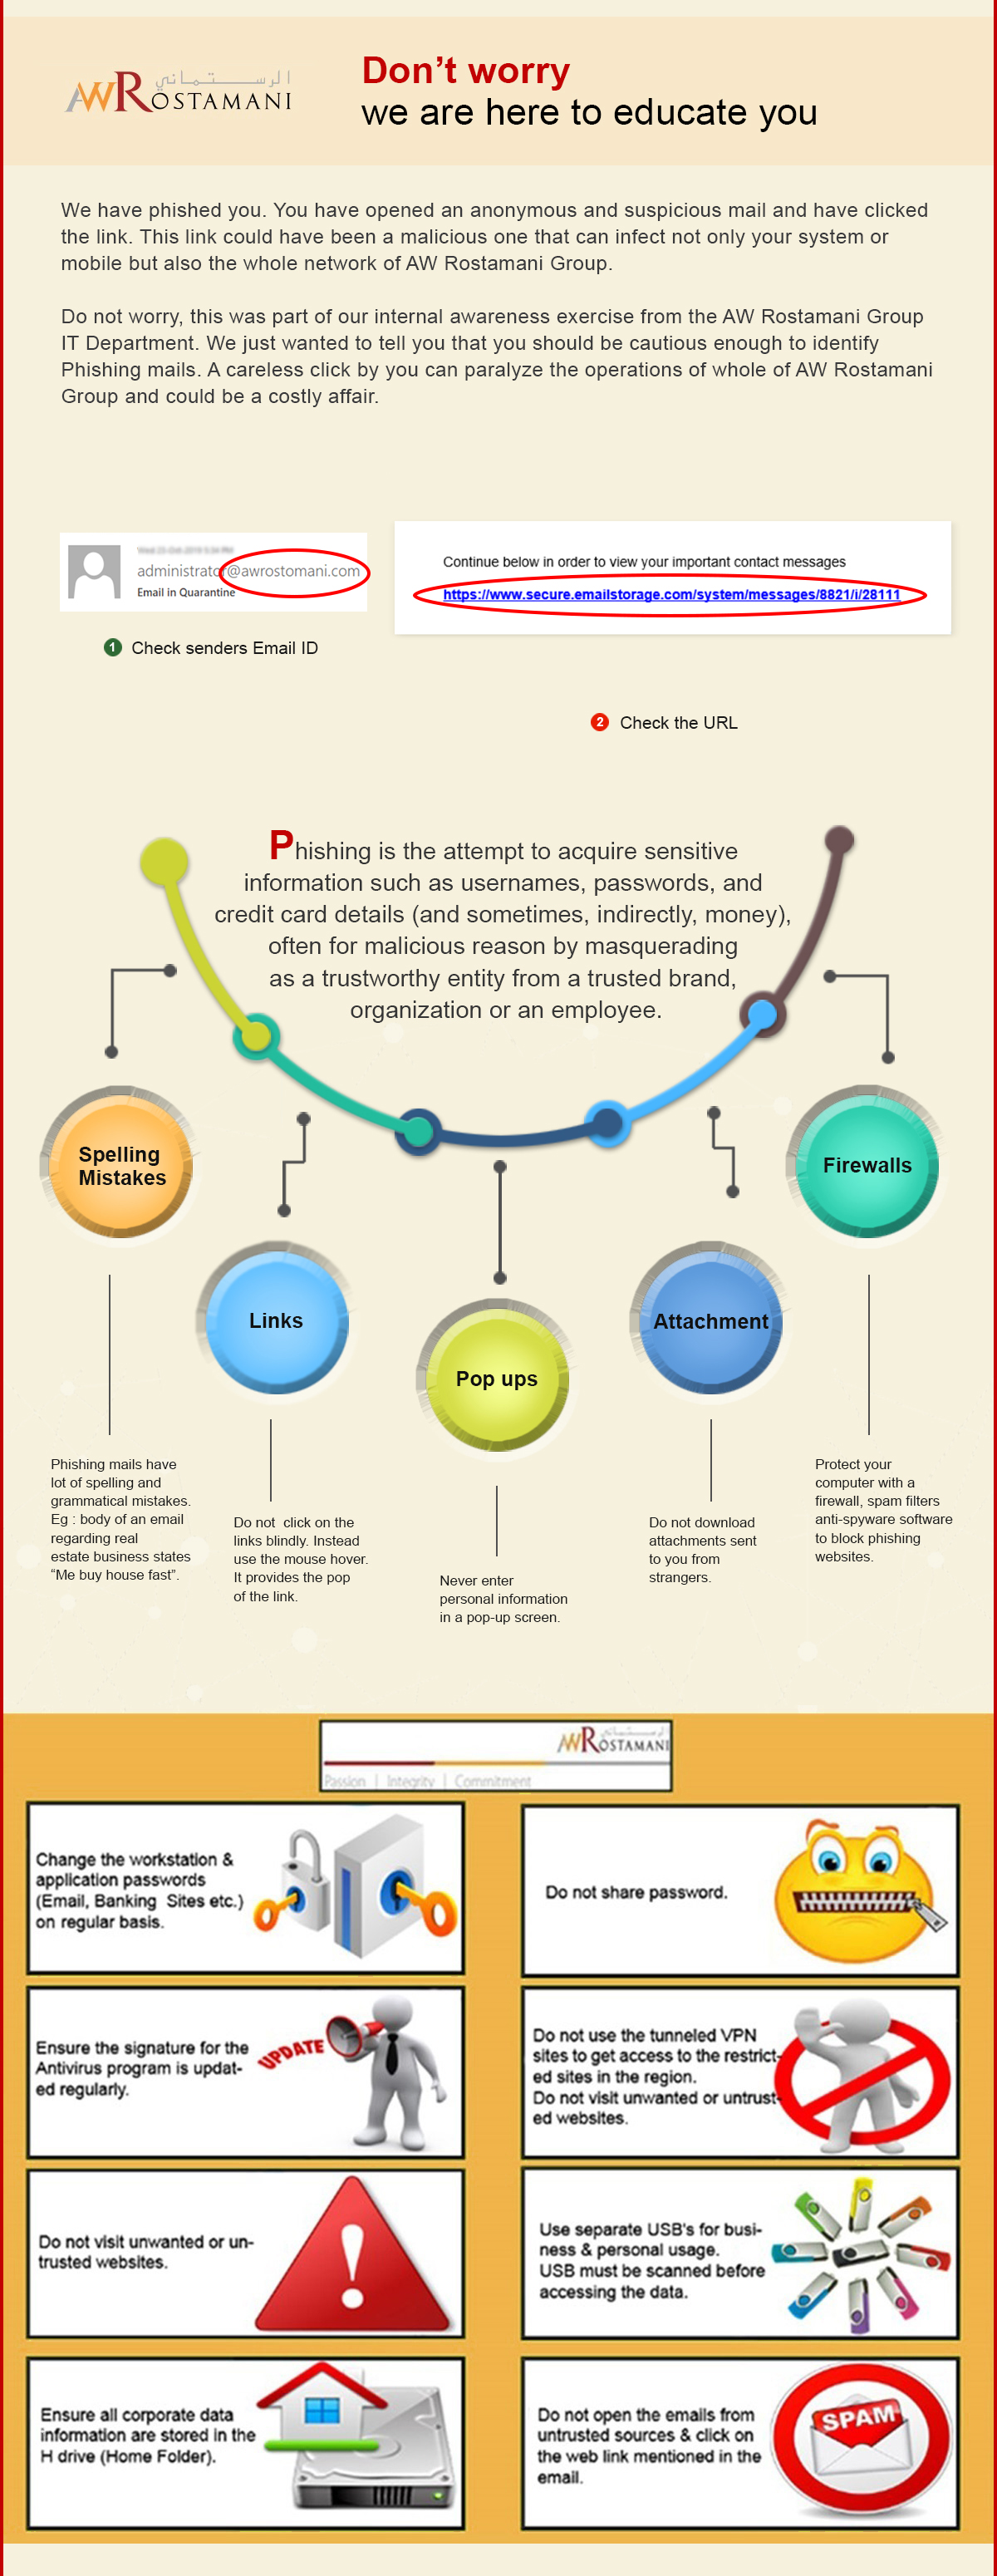 الرستماني
AWROSTAMANI
Don't worry
we are here to educate you
We have phished you. You have opened an anonymous and suspicious mail and have clicked
the link. This link could have been a malicious one that can infect not only your system or
mobile but also the whole network of AW Rostamani Group.
Do not worry, this was part of our internal awareness exercise from the AW Rostamani Group
IT Department. We just wanted to tell you that you should be cautious enough to identify
Phishing mails. A careless click by you can paralyze the operations of whole of AW Rostamani
Group and could be a costly affair.
administrator@awrostomani.com
Email in Quarantine
1 Check senders Email ID
Continue below in order to view your important contact messages
https://www.secure.emailstorage.com/system/messages/8821/i/28111
2 Check the URL
Phishing is the attempt to acquire sensitive
information such as usernames, passwords, and
credit card details (and sometimes, indirectly, money),
often for malicious reason by masquerading
as a trustworthy entity from a trusted brand,
organization or an employee.
Spelling
Mistakes
Links
Pop ups
Attachment
Firewalls
Phishing mails have
lot of spelling and
grammatical mistakes.
Eg : body of an email
regarding real
estate business states
“Me buy house fast”.
Do not click on the
links blindly. Instead
use the mouse hover.
It provides the pop
of the link.
Never enter
personal information
in a pop-up screen.
Do not download
attachments sent
to you from
strangers.
Protect your
computer with a
firewall, spam filters
anti-spyware software
to block phishing
websites.
AWROSTAMANI
Passion | Integrity | Commitment
Change the workstation &
application passwords
(Email, Banking Sites etc.)
on regular basis.
Do not share password.
Ensure the signature for the
Antivirus program is updat-
ed regularly.
UPDATE
Do not use the tunneled VPN
sites to get access to the restrict-
ed sites in the region.
Do not visit unwanted or untrust-
ed websites.
Do not visit unwanted or un-
trusted websites.
Use separate USB's for busi-
ness & personal usage.
USB must be scanned before
accessing the data.
Ensure all corporate data
information are stored in the
H drive (Home Folder).
Do not open the emails from
untrusted sources & click on
the web link mentioned in the
email.
SPAM